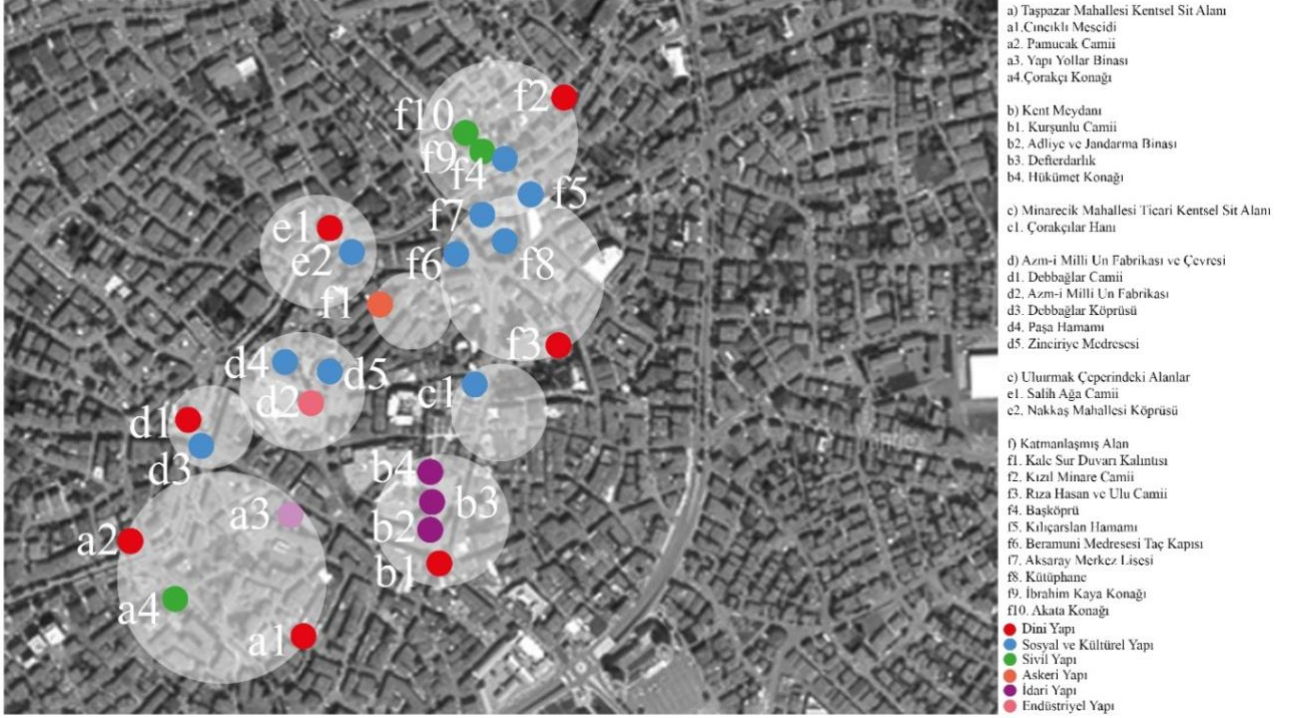 f2
f10
f9
f4
f5
f7
e1
e2
f6
f8
f1
f3
d4
d5
c1
d2
d1
d3
b4
a3
b3
a2
b2
b1
a4
a1
a) Taşpazar Mahallesi Kentsel Sit Alanı
a1.Cıncıklı Mescidi
a2. Pamucak Camii
a3. Yapı Yollar Binası
a4.Çorakçı Konağı
b) Kent Meydanı
b1. Kurşunlu Camii
b2. Adliye ve Jandarma Binası
b3. Defterdarlık
b4. Hükümet Konağı
c) Minarecik Mahallesi Ticari Kentsel Sit Alanı
c1. Çorakçılar Hanı
d) Azm-i Milli Un Fabrikası ve Çevresi
d1. Debbağlar Camii
d2. Azm-i Milli Un Fabrikası
d3. Debbağlar Köprüsü
d4. Paşa Hamamı
d5. Zinciriye Medresesi
e) Uluırmak Çeperindeki Alanlar
e1. Salih Ağa Camii
e2. Nakkaş Mahallesi Köprüsü
f) Katmanlaşmış Alan
f1. Kale Sur Duvarı Kalıntısı
f2. Kızıl Minare Camii
f3. Rıza Hasan ve Ulu Camii
f4. Başköprü
f5. Kılıçarslan Hamamı
f6. Beramuni Medresesi Taç Kapısı
f7. Aksaray Merkez Lisesi
f8. Kütüphane
f9. İbrahim Kaya Konağı
f10. Akata Konağı
Dini Yapı
Sosyal ve Kültürel Yapı
Sivil Yapı
Askeri Yapı
İdari Yapı
Endüstriyel Yapı